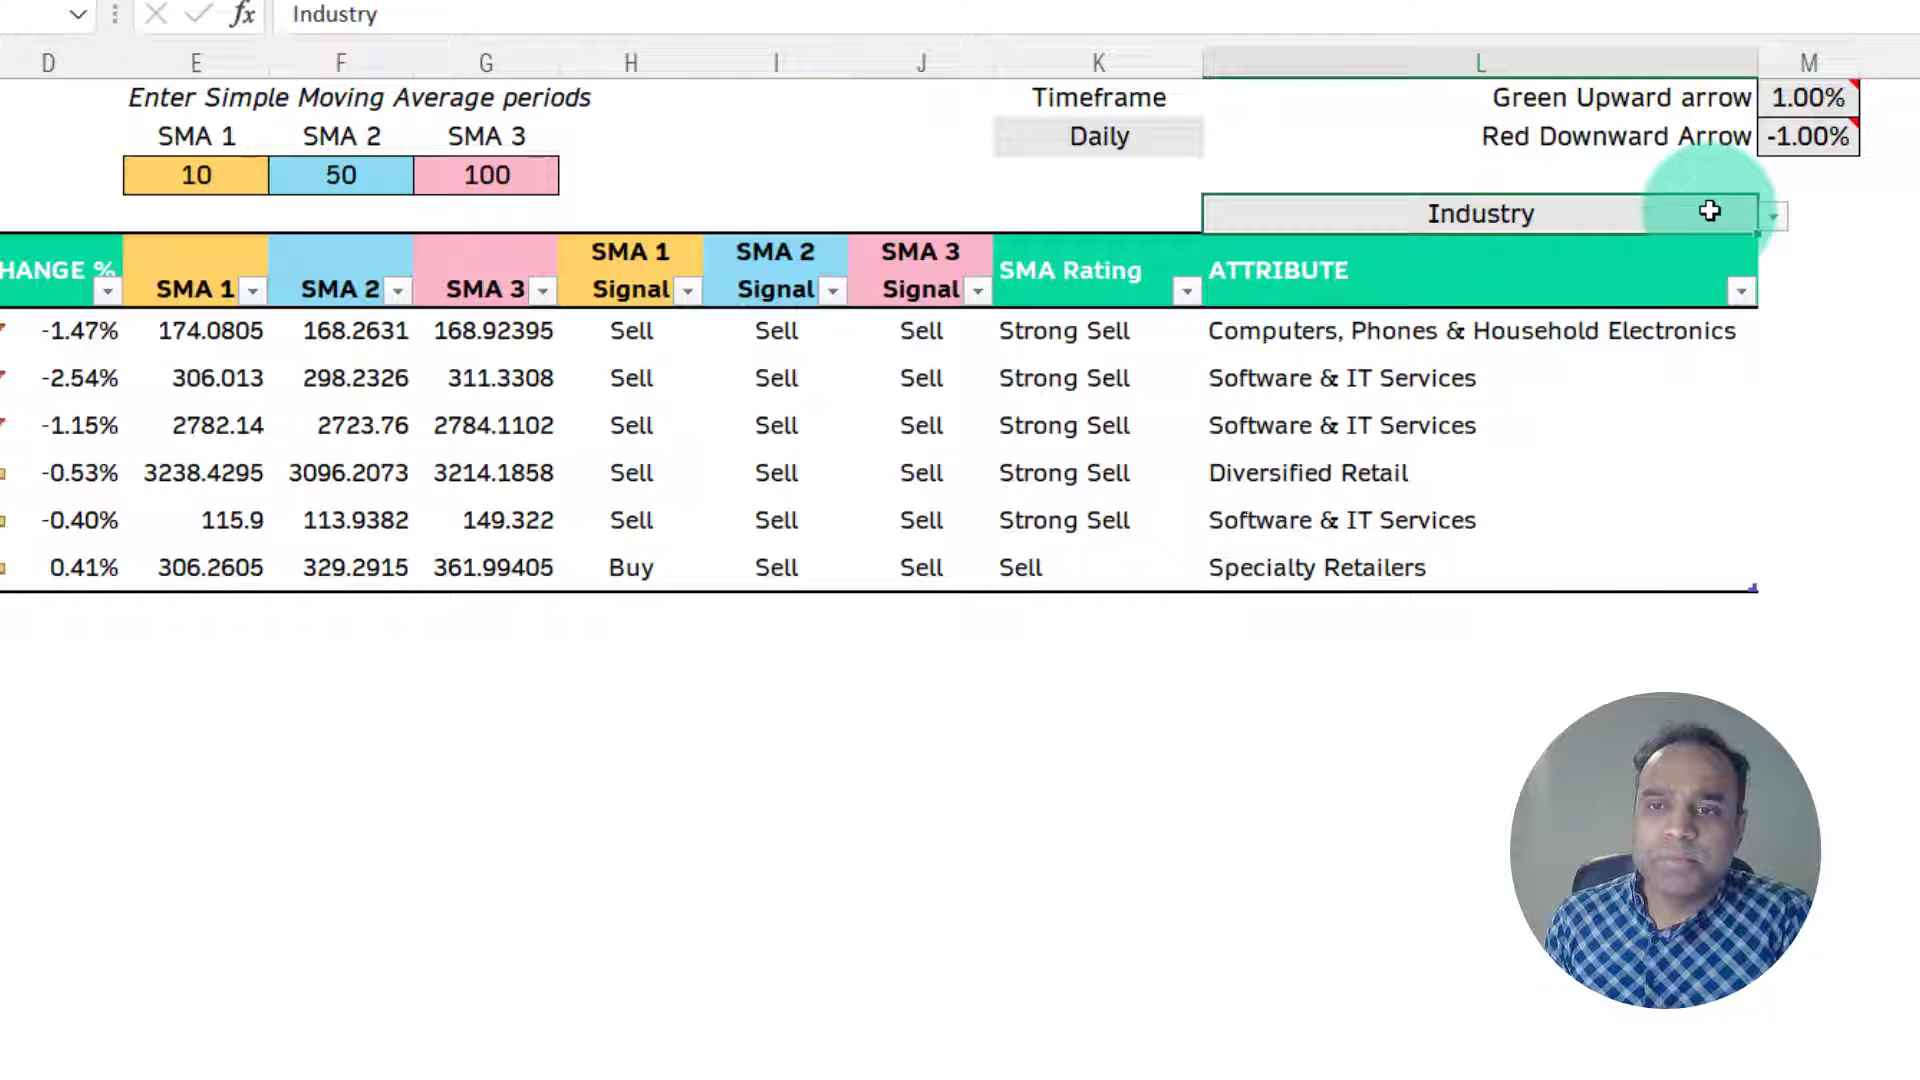 fx Industry
D E F G H I J K L M
Enter Simple Moving Average periods Timeframe Green Upward arrow 1.00%
SMA 1 SMA 2 SMA 3 Daily Red Downward Arrow -1.00%
10 50 100
Industry
HANGE % SMA 1 SMA 2 SMA 3 SMA 1 Signal SMA 2 Signal SMA 3 Signal SMA Rating ATTRIBUTE
-1.47% 174.0805 168.2631 168.92395 Sell Sell Sell Strong Sell Computers, Phones & Household Electronics
-2.54% 306.013 298.2326 311.3308 Sell Sell Sell Strong Sell Software & IT Services
-1.15% 2782.14 2723.76 2784.1102 Sell Sell Sell Strong Sell Software & IT Services
-0.53% 3238.4295 3096.2073 3214.1858 Sell Sell Sell Strong Sell Diversified Retail
-0.40% 115.9 113.9382 149.322 Sell Sell Sell Strong Sell Software & IT Services
0.41% 306.2605 329.2915 361.99405 Buy Sell Sell Sell Specialty Retailers